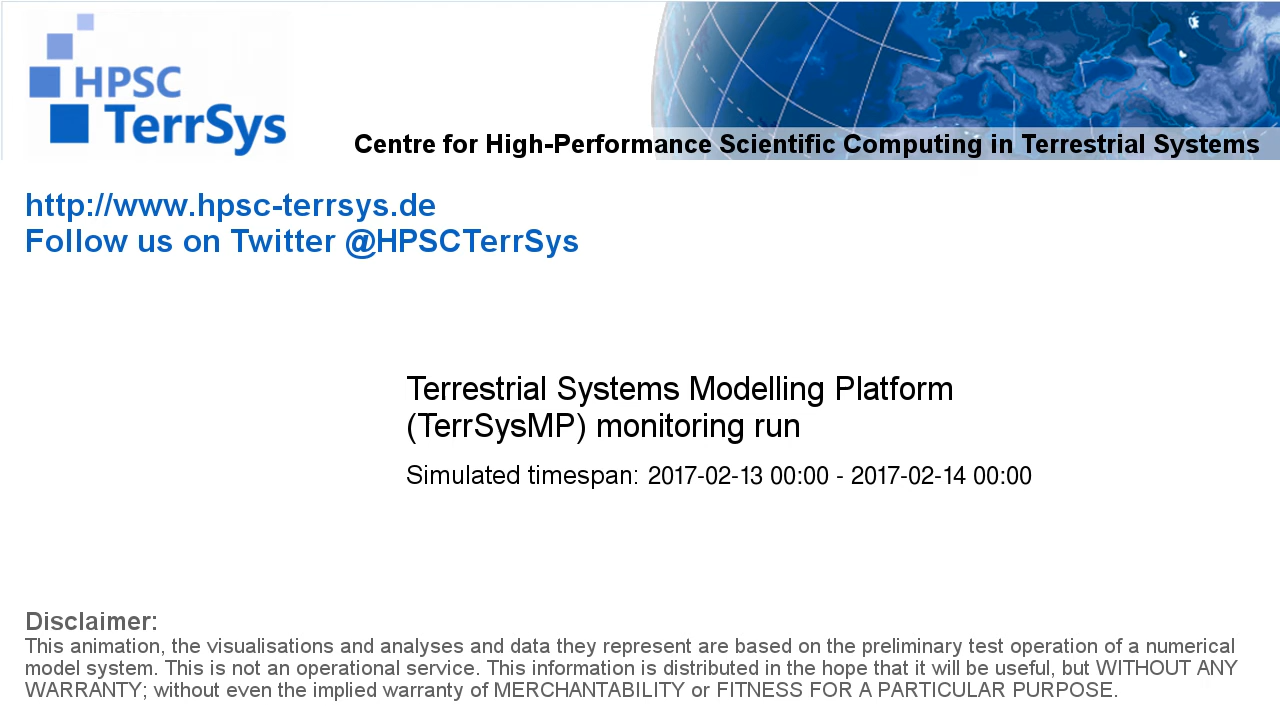 HPSC
TerrSys
Centre for High-Performance Scientific Computing in Terrestrial Systems
http://www.hpsc-terrsys.de
Follow us on Twitter @HPSCTerrSys
Terrestrial Systems Modelling Platform
(TerrSysMP) monitoring run
Simulated timespan: 2017-02-13 00:00 - 2017-02-14 00:00
Disclaimer:
This animation, the visualisations and analyses and data they represent are based on the preliminary test operation of a numerical
model system. This is not an operational service. This information is distributed in the hope that it will be useful, but WITHOUT ANY
WARRANTY; without even the implied warranty of MERCHANTABILITY or FITNESS FOR A PARTICULAR PURPOSE.